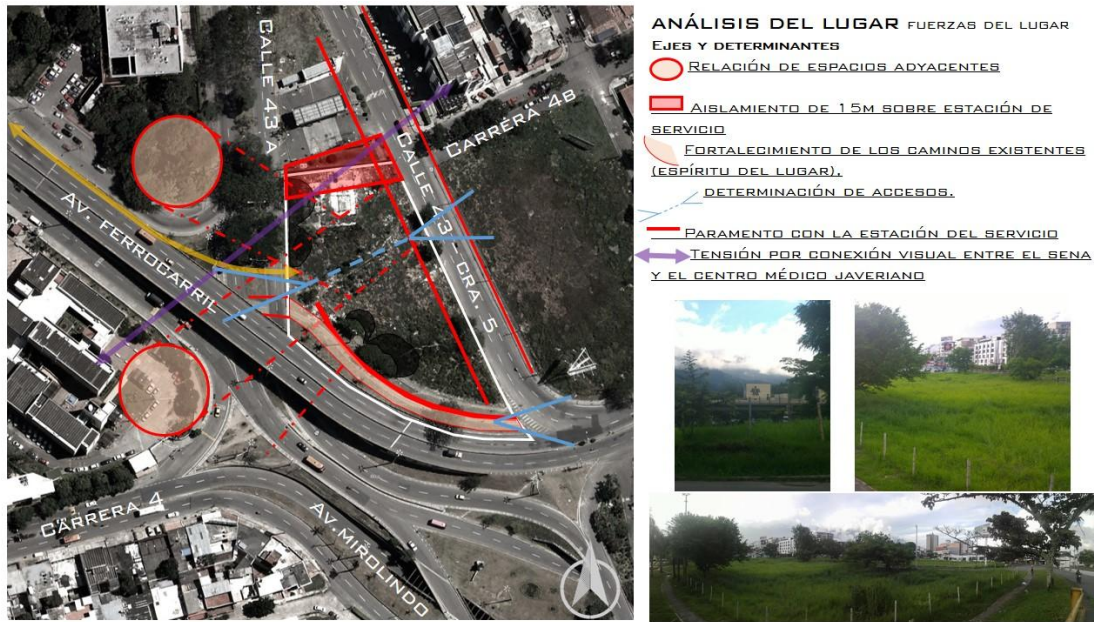 ANÁLISIS DEL LUGAR FUERZAS DEL LUGAR
EJES Y DETERMINANTES
RELACIÓN DE ESPACIOS ADYACENTES
AISLAMIENTO DE 15M SOBRE ESTACIÓN DE
SERVICIO
FORTALECIMIENTO DE LOS CAMINOS EXISTENTES
(ESPÍRITU DEL LUGAR).
DETERMINACIÓN DE ACCESOS.
PARAMENTO CON LA ESTACIÓN DEL SERVICIO
TENSIÓN POR CONEXIÓN VISUAL ENTRE EL SENA
Y EL CENTRO MÉDICO JAVERIANO
CALLE 43 A
CARRERA 4B
CALLE 43
CRA. 5
AV. FERROCARRIL
CARRERA 4
AV.MIROLINDO